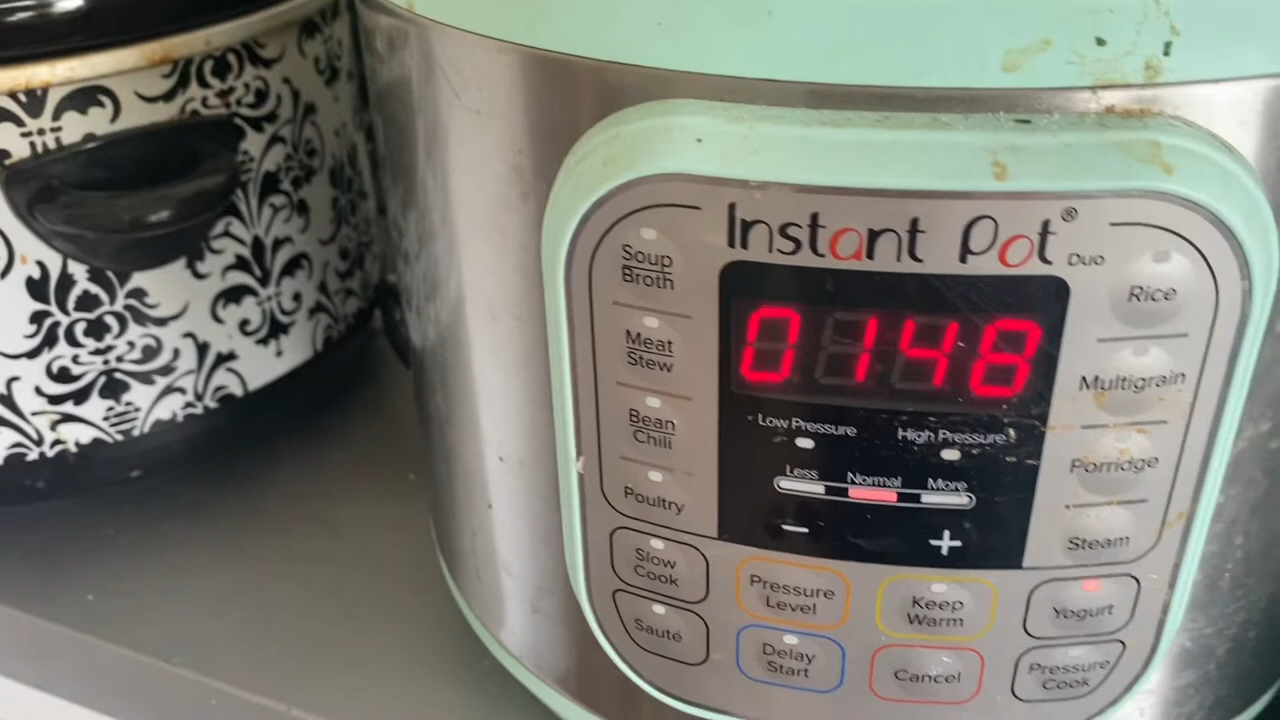 Instant Pot® DUO
Soup
Broth
Meat
Stew
Bean
Chili
Poultry
Slow
Cook
Sauté
0148
Low Pressure High Pressure
Less Normal More
− +
Pressure
Level
Keep
Warm
Delay
Start
Cancel
Rice
Multigrain
Porridge
Steam
Yogurt
Pressure
Cook